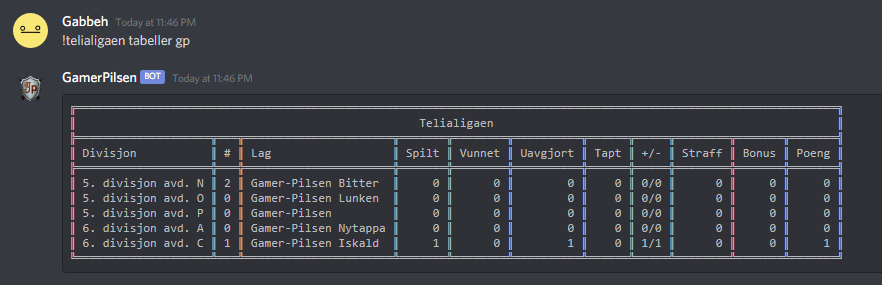 Gabbeh Today at 11:46 PM
!telialigaen tabeller gp
GamerPilsen BOT Today at 11:46 PM
Telialigaen
Divisjon # Lag Spilt Vunnet Uavgjort Tapt +/- Straff Bonus Poeng
5. divisjon avd. N 2 Gamer-Pilsen Bitter 0 0 0 0 0/0 0 0 0
5. divisjon avd. O 0 Gamer-Pilsen Lunken 0 0 0 0 0/0 0 0 0
5. divisjon avd. P 0 Gamer-Pilsen 0 0 0 0 0/0 0 0 0
6. divisjon avd. A 0 Gamer-Pilsen Nytappa 0 0 0 0 0/0 0 0 0
6. divisjon avd. C 1 Gamer-Pilsen Iskald 1 0 1 0 1/1 0 0 1